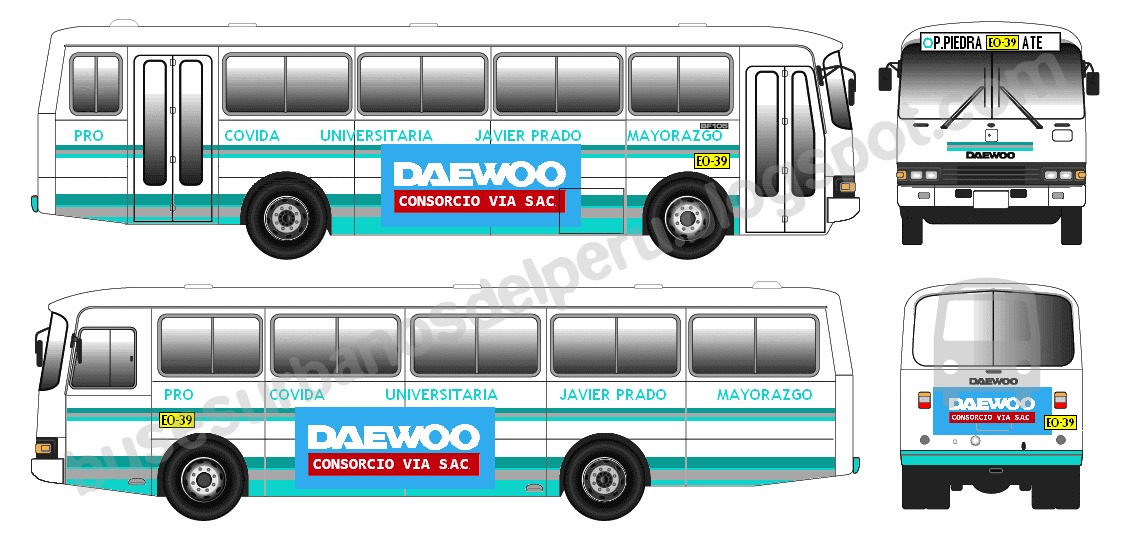 P.PIEDRA EO-39 ATE
PRO COVIDA UNIVERSITARIA JAVIER PRADO MAYORAZGO
BF105
EO-39
DAEWOO
CONSORCIO VIA S.A.C.
DAEWOO
PRO COVIDA UNIVERSITARIA JAVIER PRADO MAYORAZGO
EO-39
DAEWOO
CONSORCIO VIA S.A.C.
DAEWOO
DAEWOO
CONSORCIO VIA S.A.C.
EO-39
busesurbanosdelperu.blogspot.com